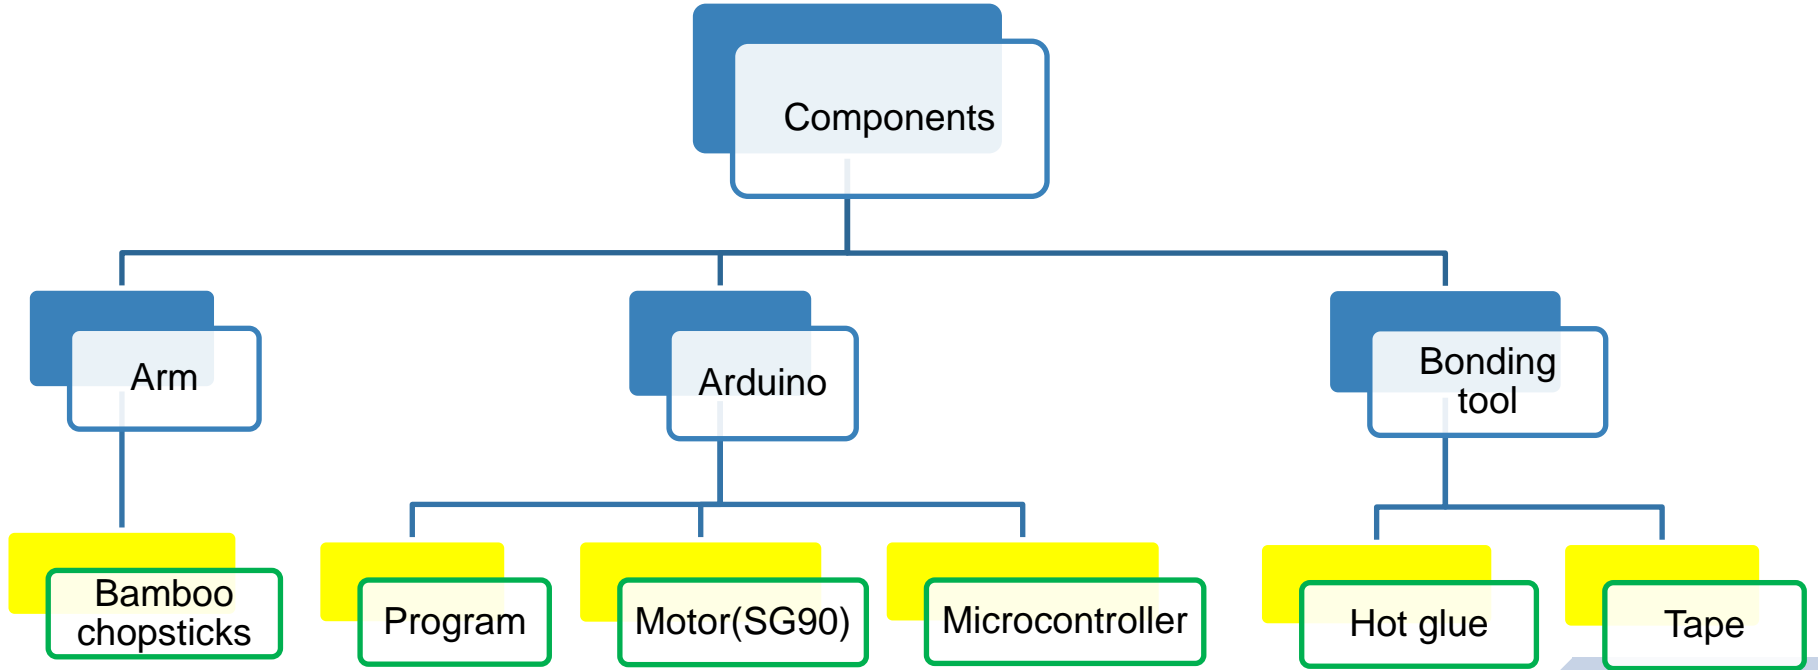 Components
Arm
Arduino
Bonding
tool
Bamboo
chopsticks
Program
Motor(SG90)
Microcontroller
Hot glue
Tape